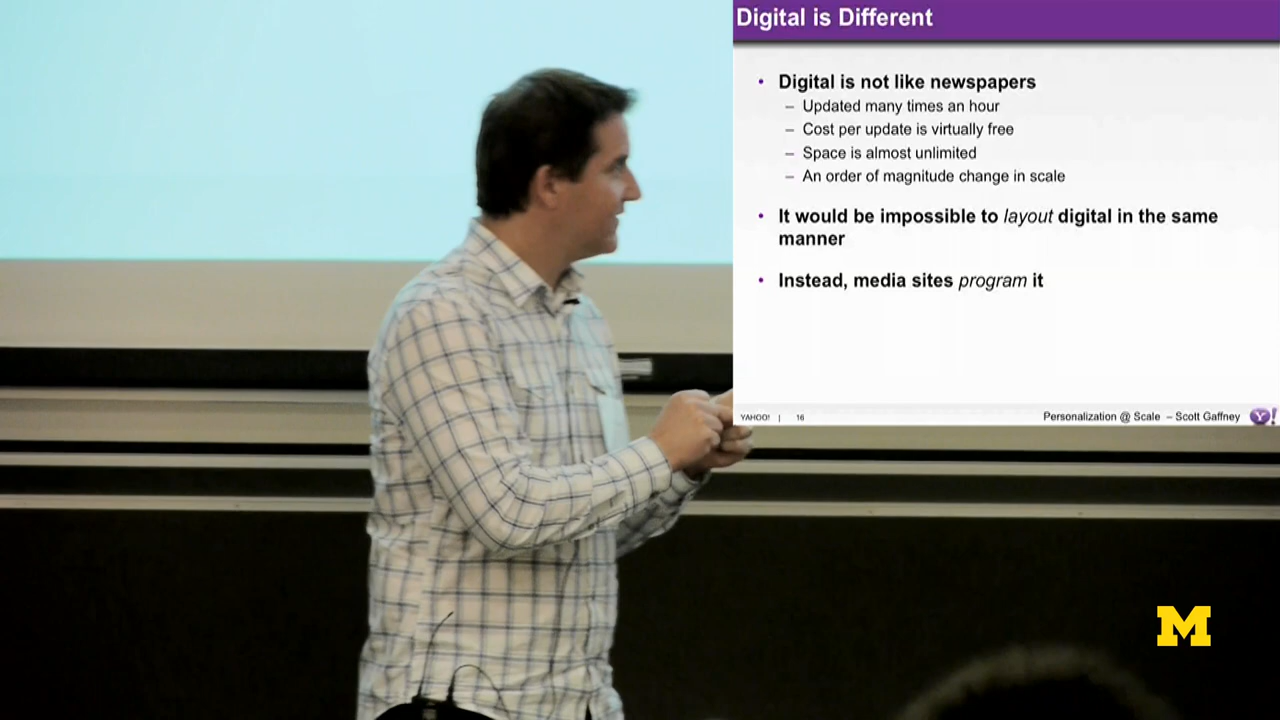 Digital is Different
• Digital is not like newspapers
– Updated many times an hour
– Cost per update is virtually free
– Space is almost unlimited
– An order of magnitude change in scale
• It would be impossible to layout digital in the same
manner
• Instead, media sites program it
YAHOO! | 16 Personalization @ Scale – Scott Gaffney Y!
M